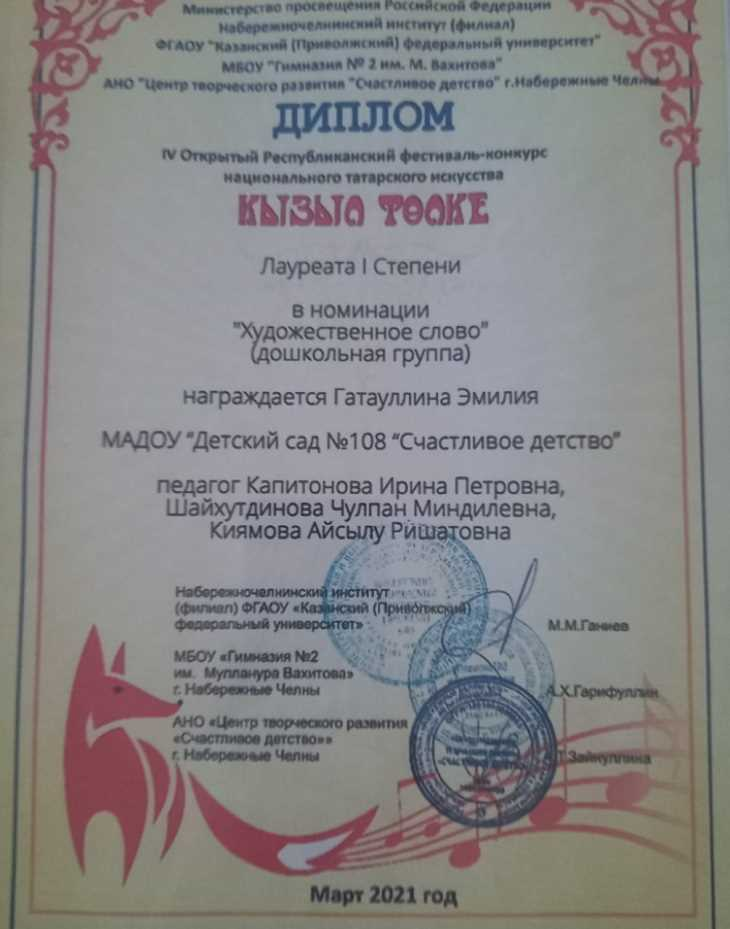 Министерство просвещения Российской Федерации
Набережночелнинский институт (филиал)
ФГАОУ "Казанский (Приволжский) федеральный университет"
МБОУ "Гимназия № 2 им. М. Вахитова"
АНО "Центр творческого развития "Счастливое детство" г.Набережные Челны
ДИПЛОМ
IV Открытый Республиканский фестиваль-конкурс
национального татарского искусства
КЫЗЫЛ ТӨЛКЕ
Лауреата I Степени
в номинации
"Художественное слово"
(дошкольная группа)
награждается Гатауллина Эмилия
МАДОУ "Детский сад №108 "Счастливое детство"
педагог Капитонова Ирина Петровна,
Шайхутдинова Чулпан Миндилевна,
Киямова Айсылу Ришатовна
Набережночелнинский институт
(филиал) ФГАОУ «Казанский (Приволжский)
федеральный университет» М.М.Ганиев
МБОУ «Гимназия №2
им. Мулланура Вахитова»
г. Набережные Челны А.Х.Гарифуллин
АНО «Центр творческого развития
«Счастливое детство»»
г. Набережные Челны Зайнуллина
Март 2021 год